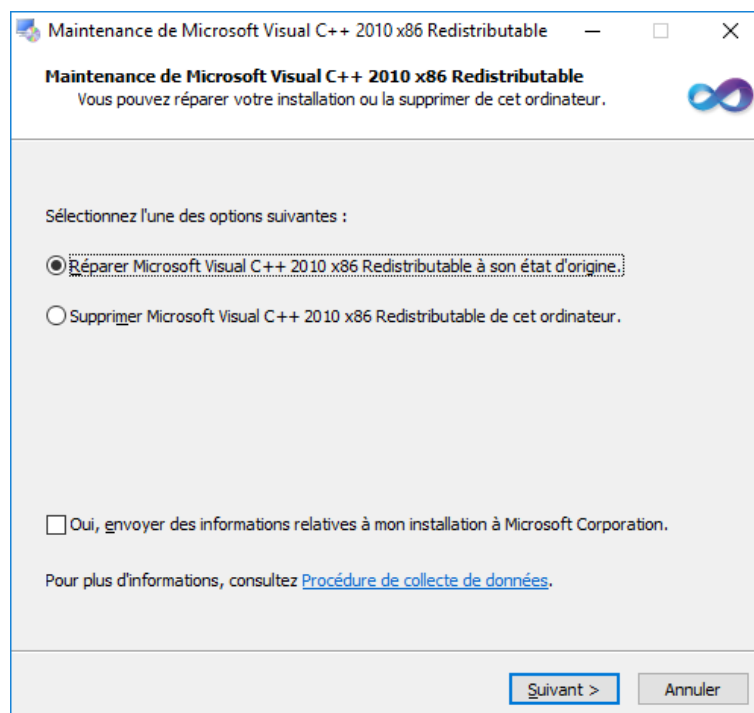 Maintenance de Microsoft Visual C++ 2010 x86 Redistributable
Maintenance de Microsoft Visual C++ 2010 x86 Redistributable
Vous pouvez réparer votre installation ou la supprimer de cet ordinateur.
Sélectionnez l'une des options suivantes :
Réparer Microsoft Visual C++ 2010 x86 Redistributable à son état d'origine.
Supprimer Microsoft Visual C++ 2010 x86 Redistributable de cet ordinateur.
Oui, envoyer des informations relatives à mon installation à Microsoft Corporation.
Pour plus d'informations, consultez Procédure de collecte de données.
Suivant > Annuler